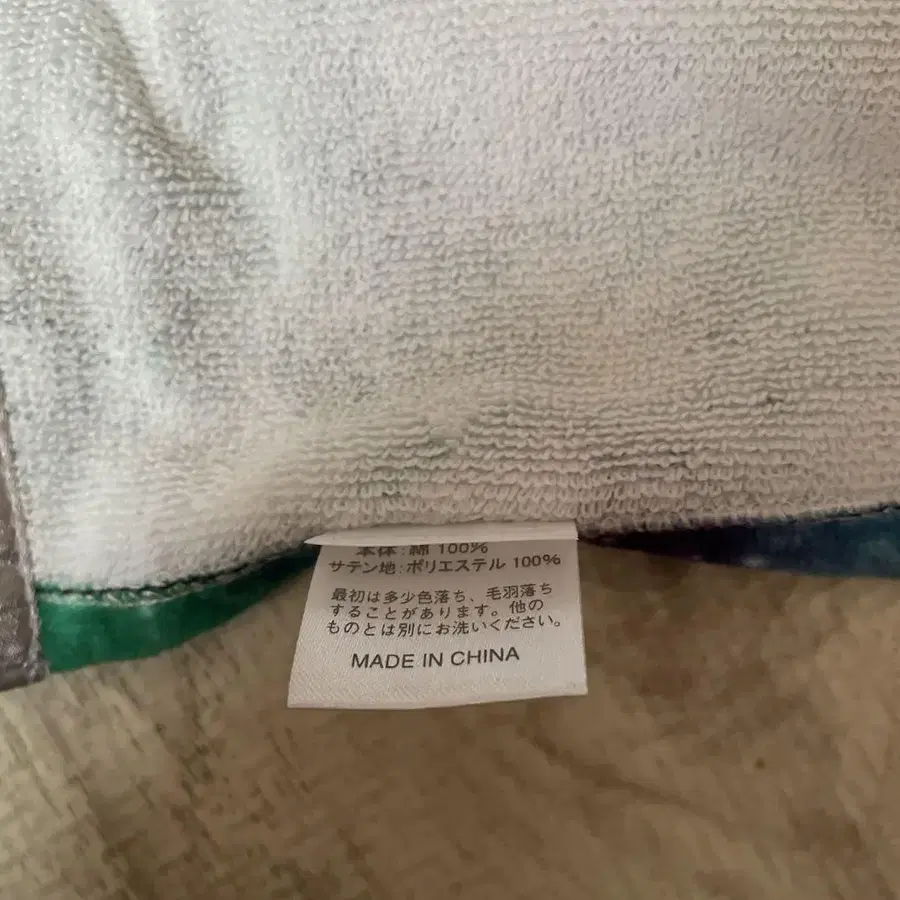 本体:綿 100%
サテン地:ポリエステル 100%
最初は多少色落ち、毛羽落ち
することがあります。他の
ものとは別にお洗いください。
MADE IN CHINA